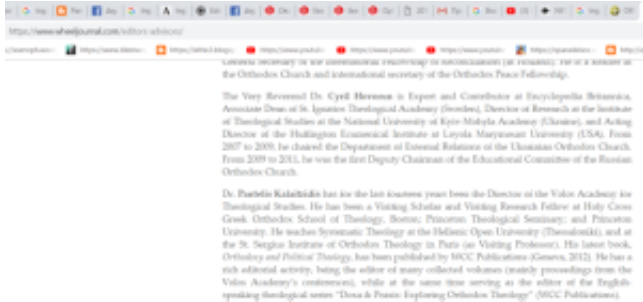 https://www.wheeljournal.com/editors-advisors/
General Secretary of the International Fellowship of Reconciliation (in Holland). He is a reader in
the Orthodox Church and international secretary of the Orthodox Peace Fellowship.
The Very Reverend Dr. Cyril Hovorun is Expert and Contributor at Encyclopedia Britannica,
Associate Dean of St. Ignatios Theological Academy (Sweden), Director of Research at the Institute
of Theological Studies at the National University of Kyiv-Mohyla Academy (Ukraine), and Acting
Director of the Huffington Ecumenical Institute at Loyola Marymount University (USA). From
2007 to 2009, he chaired the Department of External Relations of the Ukrainian Orthodox Church.
From 2009 to 2011, he was the first Deputy Chairman of the Educational Committee of the Russian
Orthodox Church.
Dr. Pantelis Kalaitzidis has for the last fourteen years been the Director of the Volos Academy for
Theological Studies. He has been a Visiting Scholar and Visiting Research Fellow at Holy Cross
Greek Orthodox School of Theology, Boston; Princeton Theological Seminary; and Princeton
University. He teaches Systematic Theology at the Hellenic Open University (Thessaloniki), and at
the St. Sergius Institute of Orthodox Theology in Paris (as Visiting Professor). His latest book,
Orthodoxy and Political Theology, has been published by WCC Publications (Geneva, 2012). He has a
rich editorial activity, being the editor of many collected volumes (mainly proceedings from the
Volos Academy's conferences), while at the same time serving as the editor of the English-
speaking theological series "Doxa & Praxis: Exploring Orthodox Theology" (WCC Publications).